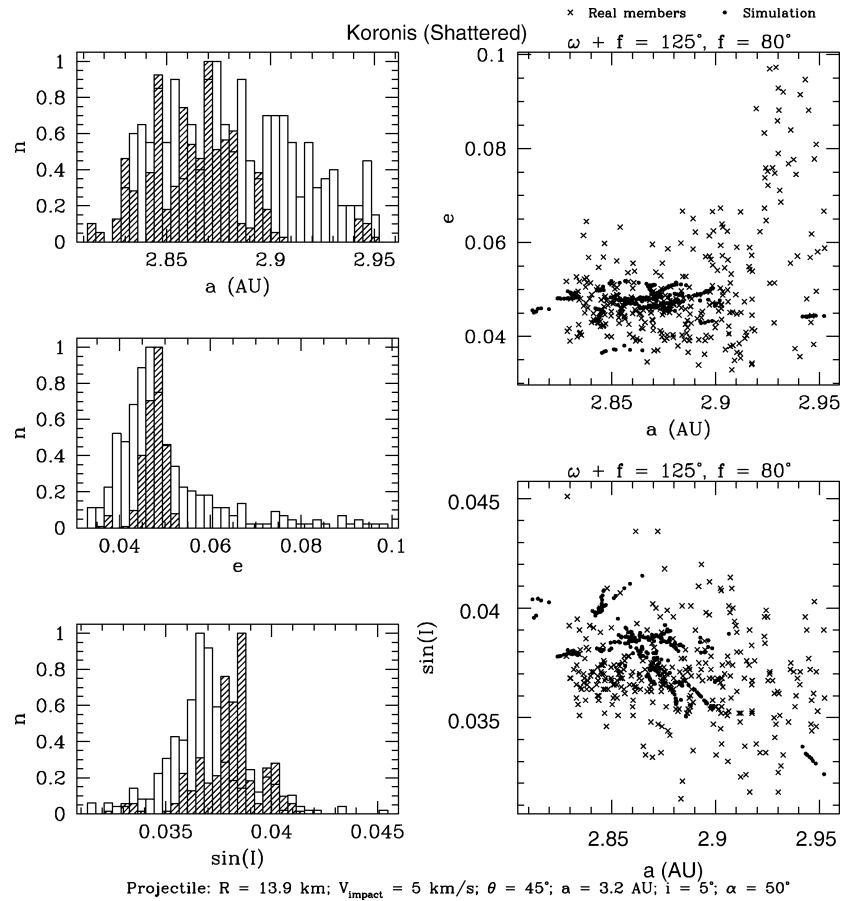 × Real members • Simulation
Koronis (Shattered)
ω + f = 125°, f = 80°
n
1
0.8
0.6
0.4
0.2
0
2.85 2.9 2.95
a (AU)
e
0.1
0.08
0.06
0.04
2.85 2.9 2.95
a (AU)
n
1
0.8
0.6
0.4
0.2
0
0.04 0.06 0.08 0.1
e
ω + f = 125°, f = 80°
sin(I)
0.045
0.04
0.035
2.85 2.9 2.95
a (AU)
n
1
0.8
0.6
0.4
0.2
0
0.035 0.04 0.045
sin(I)
Projectile: R = 13.9 km; V_impact = 5 km/s; θ = 45°; a = 3.2 AU; i = 5°; α = 50°